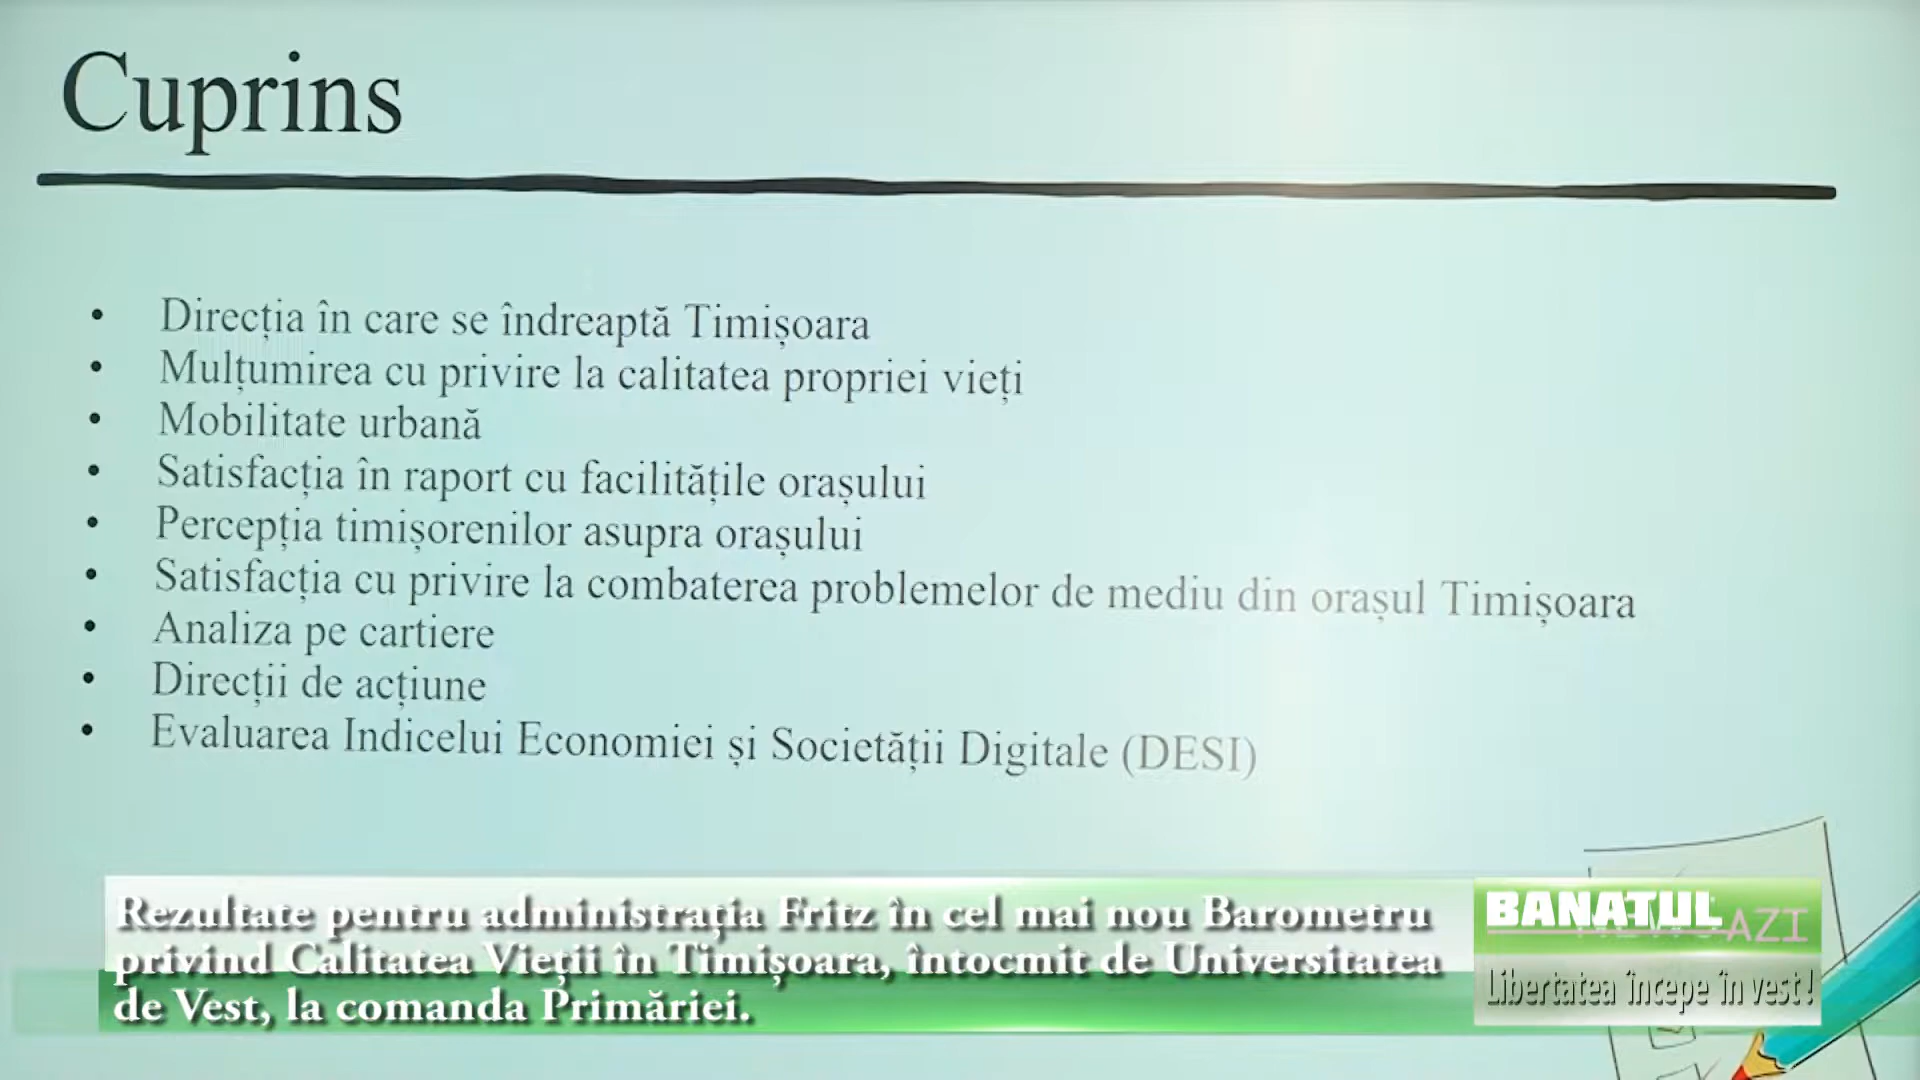 Cuprins
• Direcția în care se îndreaptă Timișoara
• Mulțumirea cu privire la calitatea propriei vieți
• Mobilitate urbană
• Satisfacția în raport cu facilitățile orașului
• Percepția timișorenilor asupra orașului
• Satisfacția cu privire la combaterea problemelor de mediu din orașul Timișoara
• Analiza pe cartiere
• Direcții de acțiune
• Evaluarea Indicelui Economiei și Societății Digitale (DESI)
Rezultate pentru administrația Fritz în cel mai nou Barometru
privind Calitatea Vieții în Timișoara, întocmit de Universitatea
de Vest, la comanda Primăriei.
BANATUL
AZI
Libertatea începe în vest!